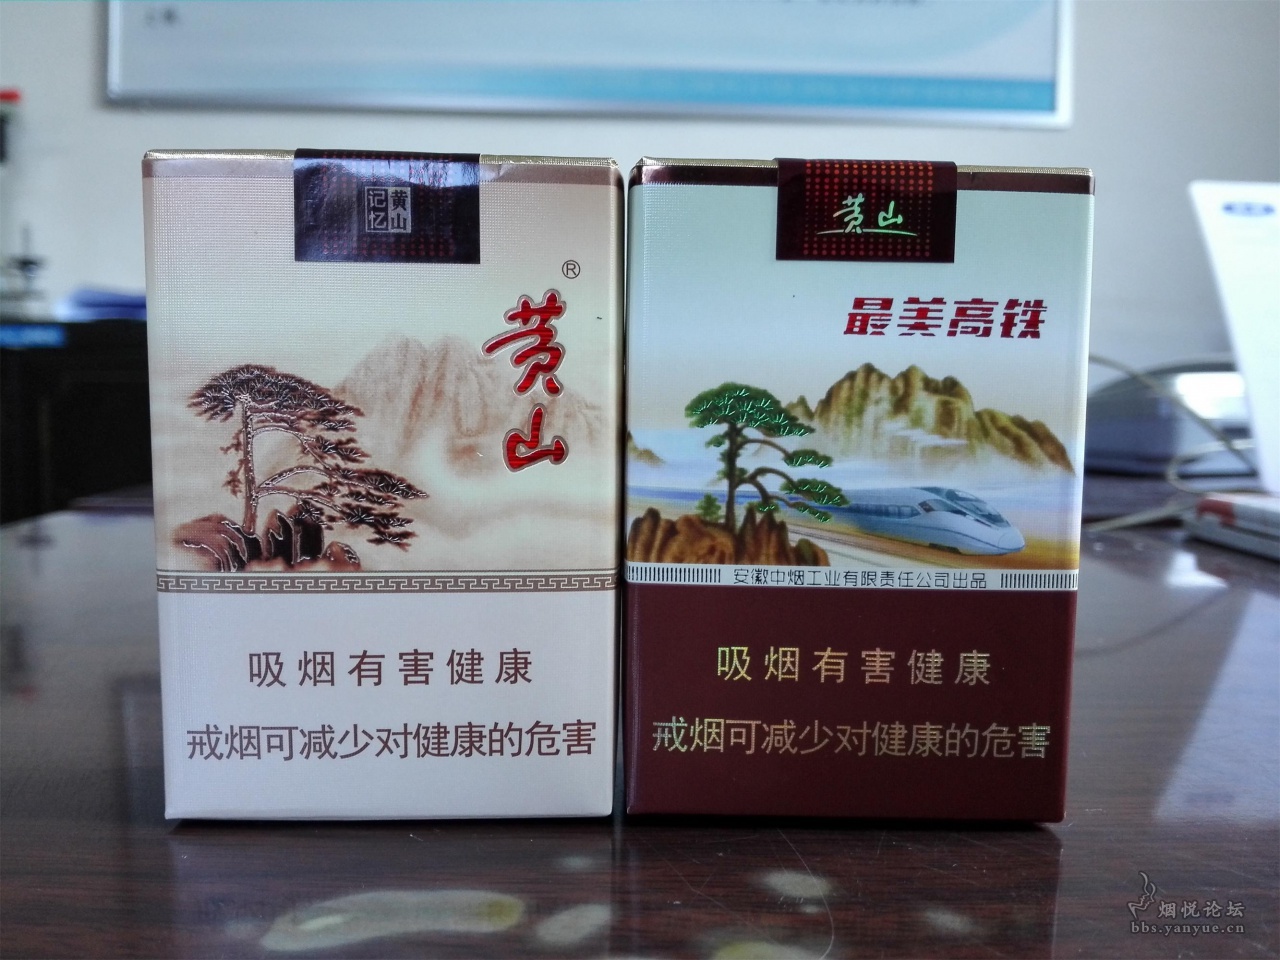 记忆
黄山
®
黄山
吸烟有害健康
戒烟可减少对健康的危害
黄山
最美高铁
安徽中烟工业有限责任公司出品
吸烟有害健康
戒烟可减少对健康的危害
烟悦论坛
bbs.yanyue.cn